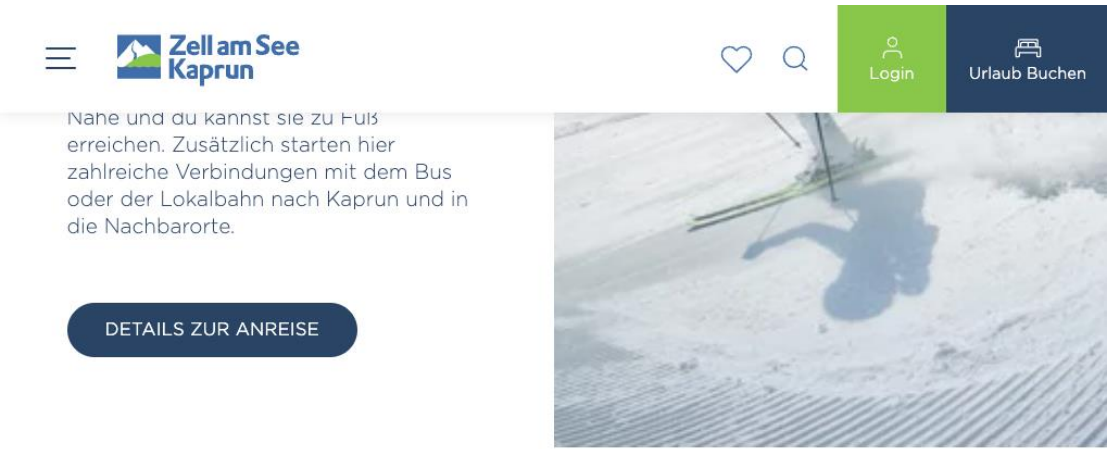 Zell am See
Kaprun
Login
Urlaub Buchen
Nähe und du kannst sie zu Fuß
erreichen. Zusätzlich starten hier
zahlreiche Verbindungen mit dem Bus
oder der Lokalbahn nach Kaprun und in
die Nachbarorte.
DETAILS ZUR ANREISE